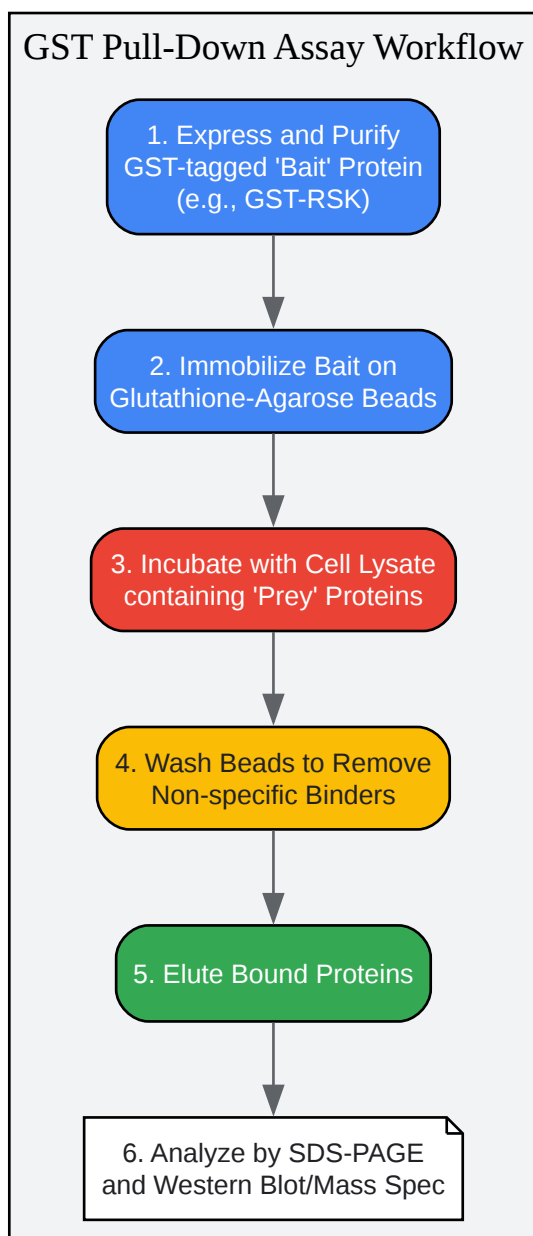 GST Pull-Down Assay Workflow
1. Express and Purify
GST-tagged 'Bait' Protein
(e.g., GST-RSK)
2. Immobilize Bait on
Glutathione-Agarose Beads
3. Incubate with Cell Lysate
containing 'Prey' Proteins
4. Wash Beads to Remove
Non-specific Binders
5. Elute Bound Proteins
6. Analyze by SDS-PAGE
and Western Blot/Mass Spec